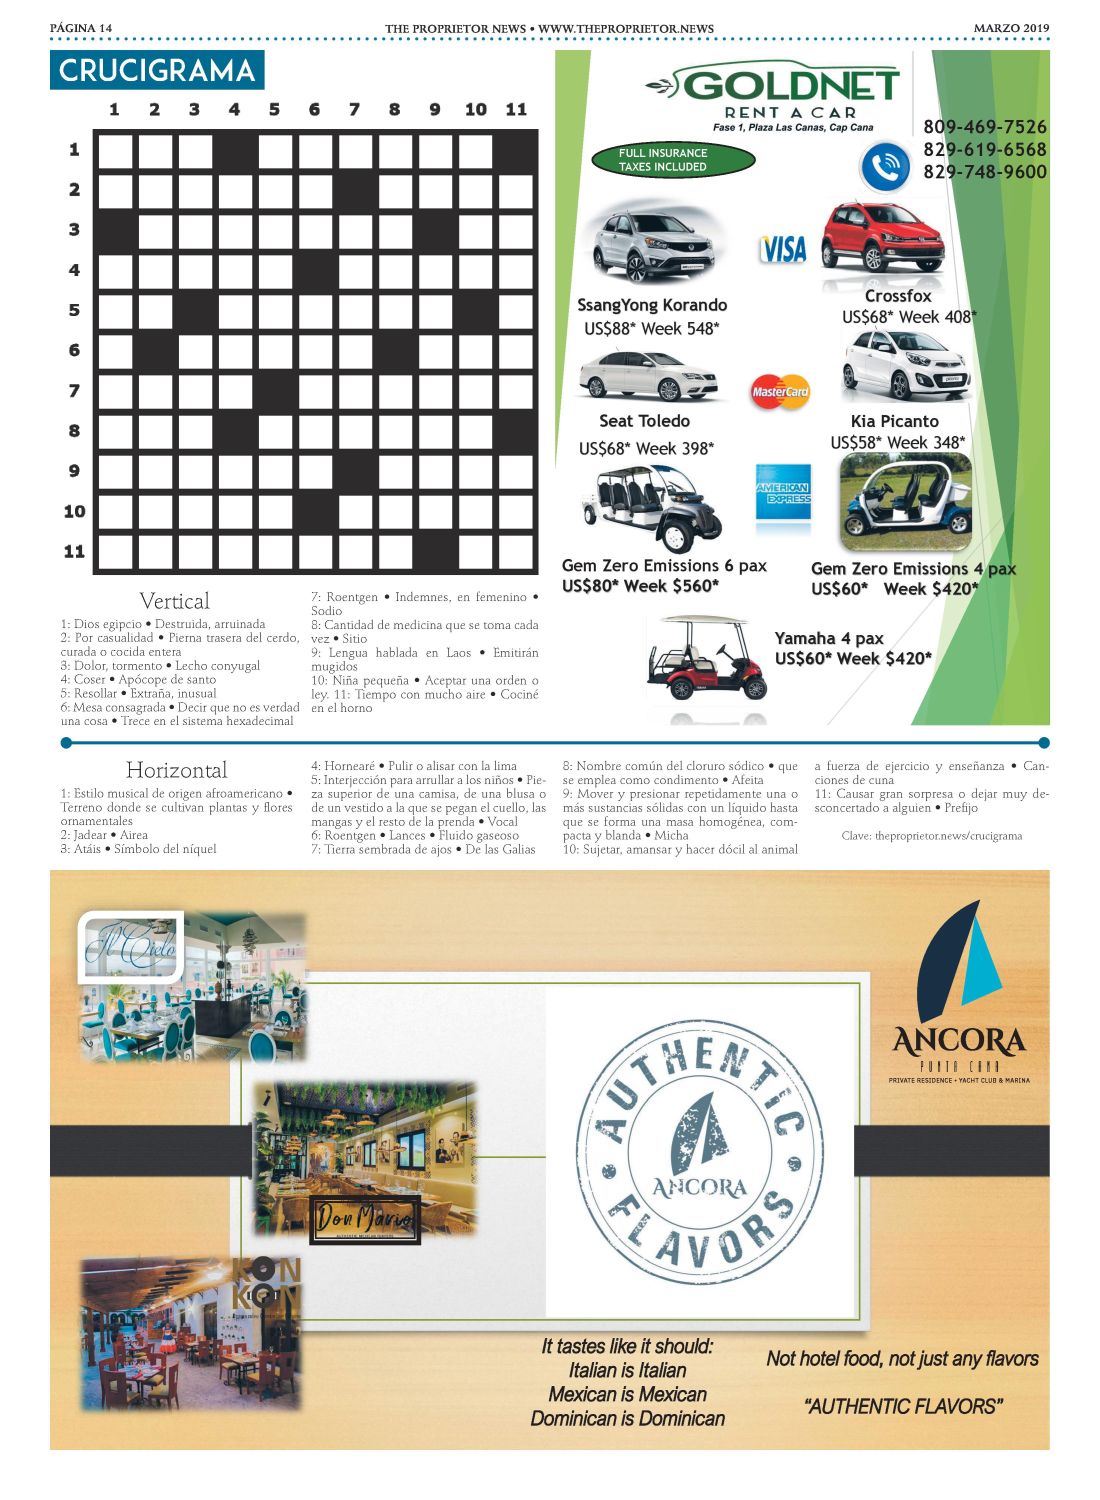 PÁGINA 14
THE PROPRIETOR NEWS • WWW.THEPROPRIETOR.NEWS
MARZO 2019
CRUCIGRAMA
1 2 3 4 5 6 7 8 9 10 11
1
2
3
4
5
6
7
8
9
10
11
Vertical
1: Dios egipcio • Destruida, arruinada
2: Por casualidad • Pierna trasera del cerdo,
curada o cocida entera
3: Dolor, tormento • Lecho conyugal
4: Coser • Apócope de santo
5: Resollar • Extraña, inusual
6: Mesa consagrada • Decir que no es verdad
una cosa • Trece en el sistema hexadecimal
7: Roentgen • Indemnes, en femenino •
Sodio
8: Cantidad de medicina que se toma cada
vez • Sitio
9: Lengua hablada en Laos • Emitirán
mugidos
10: Niña pequeña • Aceptar una orden o
ley. 11: Tiempo con mucho aire • Cociné
en el horno
GOLDNET
RENT A CAR
Fase 1, Plaza Las Canas, Cap Cana
809-469-7526
829-619-6568
829-748-9600
FULL INSURANCE
TAXES INCLUDED
VISA
SsangYong Korando
US$88* Week 548*
Crossfox
US$68* Week 408*
MasterCard
Seat Toledo
US$68* Week 398*
Kia Picanto
US$58* Week 348*
AMERICAN
EXPRESS
Gem Zero Emissions 6 pax
US$80* Week $560*
Gem Zero Emissions 4 pax
US$60* Week $420*
Yamaha 4 pax
US$60* Week $420*
Horizontal
1: Estilo musical de origen afroamericano •
Terreno donde se cultivan plantas y flores
ornamentales
2: Jadear • Airea
3: Atáis • Símbolo del níquel
4: Hornearé • Pulir o alisar con la lima
5: Interjección para arrullar a los niños • Pie-
za superior de una camisa, de una blusa o
de un vestido a la que se pegan el cuello, las
mangas y el resto de la prenda • Vocal
6: Roentgen • Lances • Fluido gaseoso
7: Tierra sembrada de ajos • De las Galias
8: Nombre común del cloruro sódico • que
se emplea como condimento • Afeita
9: Mover y presionar repetidamente una o
más sustancias sólidas con un líquido hasta
que se forma una masa homogénea, com-
pacta y blanda • Micha
10: Sujetar, amansar y hacer dócil al animal
a fuerza de ejercicio y enseñanza • Can-
ciones de cuna
11: Causar gran sorpresa o dejar muy de-
sconcertado a alguien • Prefijo
Clave: theproprietor.news/crucigrama
Il Cielo
ANCORA
PUNTA CANA
PRIVATE RESIDENCE • YACHT CLUB & MARINA
AUTHENTIC
ANCORA
FLAVORS
Don Mario
KON
KON
It tastes like it should:
Italian is Italian
Mexican is Mexican
Dominican is Dominican
Not hotel food, not just any flavors
“AUTHENTIC FLAVORS”